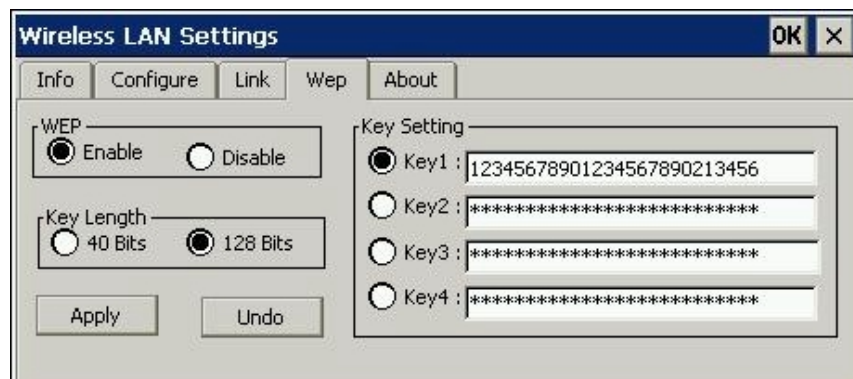 Wireless LAN Settings OK ×
Info Configure Link Wep About
WEP
Enable Disable
Key Length
40 Bits 128 Bits
Apply Undo
Key Setting
Key1 : 12345678901234567890213456
Key2 : **************************
Key3 : **************************
Key4 : **************************